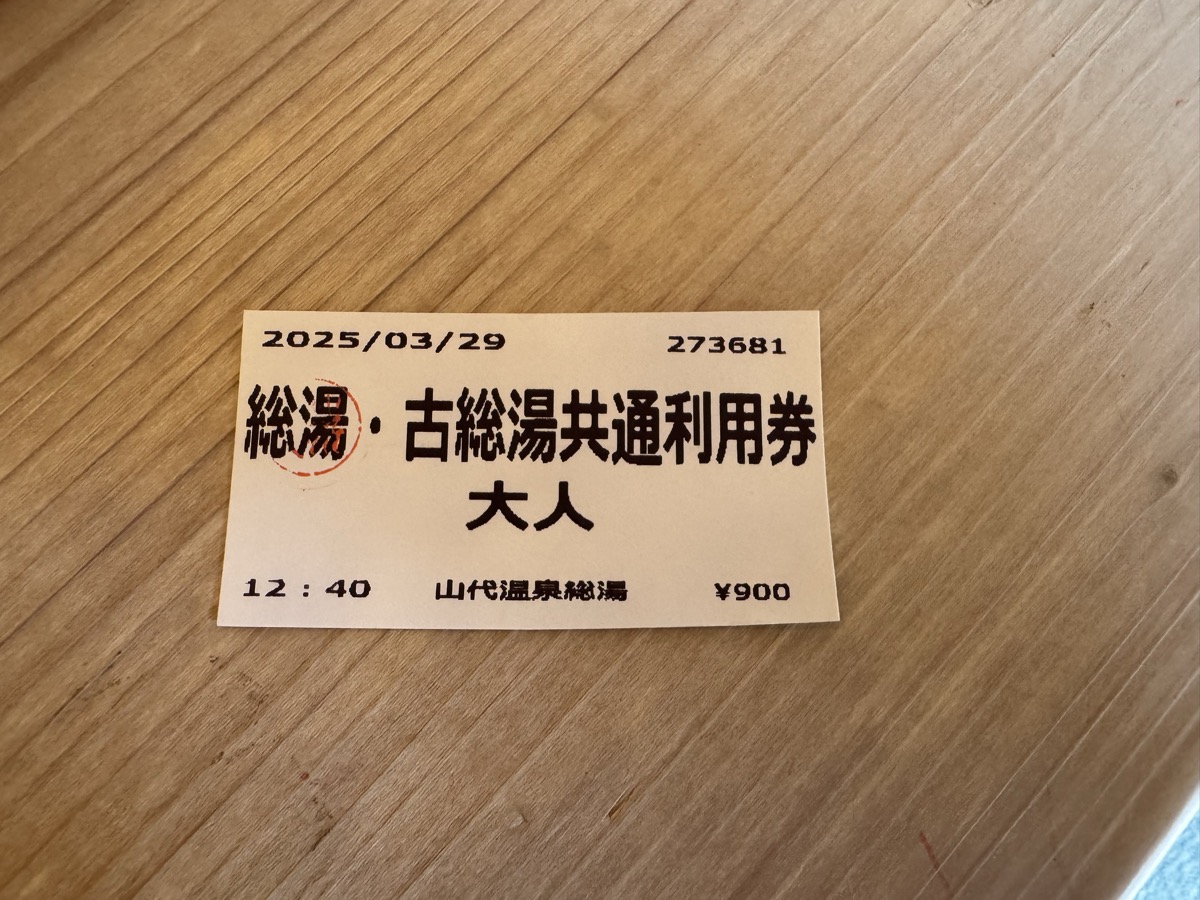 2025/03/29 273681
総湯・古総湯共通利用券
大人
12：40 山代温泉総湯 ¥900